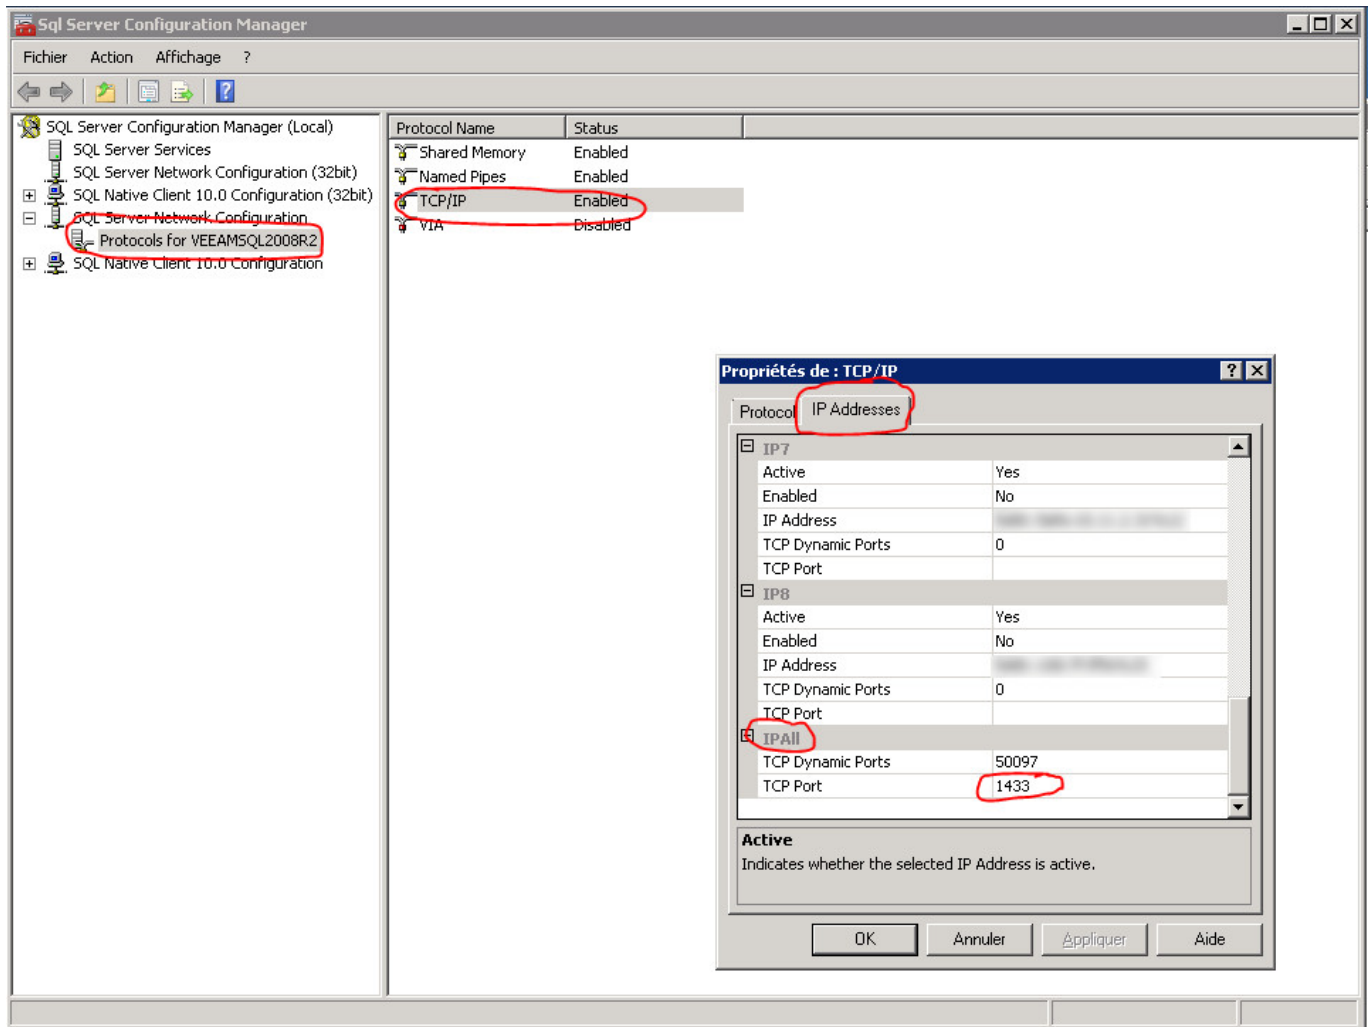 Sql Server Configuration Manager
Fichier Action Affichage ?
SQL Server Configuration Manager (Local)
SQL Server Services
SQL Server Network Configuration (32bit)
SQL Native Client 10.0 Configuration (32bit)
SQL Server Network Configuration
Protocols for VEEAMSQL2008R2
SQL Native Client 10.0 Configuration
Protocol Name Status
Shared Memory Enabled
Named Pipes Enabled
TCP/IP Enabled
VIA Disabled
Propriétés de : TCP/IP
Protocol IP Addresses
IP7
Active Yes
Enabled No
IP Address
TCP Dynamic Ports 0
TCP Port
IP8
Active Yes
Enabled No
IP Address
TCP Dynamic Ports 0
TCP Port
IPAll
TCP Dynamic Ports 50097
TCP Port 1433
Active
Indicates whether the selected IP Address is active.
OK Annuler Appliquer Aide